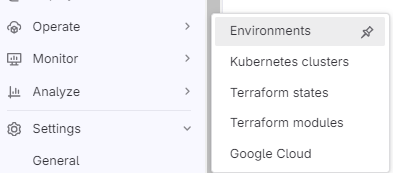 Operate
Monitor
Analyze
Settings
General
Environments
Kubernetes clusters
Terraform states
Terraform modules
Google Cloud